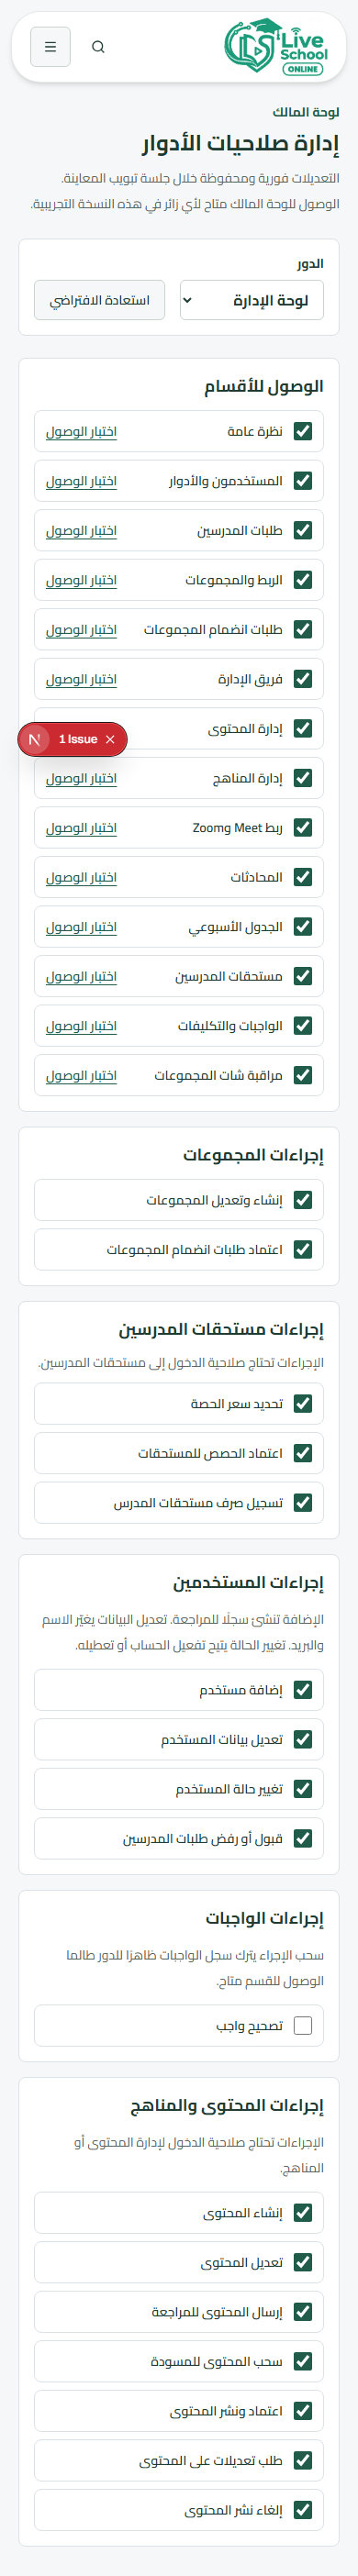 Live
School
ONLINE
لوحة المالك
إدارة صلاحيات الأدوار
التعديلات فورية ومحفوظة خلال جلسة تبويب المعاينة.
الوصول للوحة المالك متاح لأي زائر في هذه النسخة التجريبية.
الدور
لوحة الإدارة
استعادة الافتراضي
الوصول للأقسام
نظرة عامة
اختبار الوصول
المستخدمون والأدوار
اختبار الوصول
طلبات المدرسين
اختبار الوصول
الربط والمجموعات
اختبار الوصول
طلبات انضمام المجموعات
اختبار الوصول
فريق الإدارة
اختبار الوصول
إدارة المحتوى
1 Issue
إدارة المناهج
اختبار الوصول
ربط Zoomg Meet
اختبار الوصول
المحادثات
اختبار الوصول
الجدول الأسبوعي
اختبار الوصول
مستحقات المدرسين
اختبار الوصول
الواجبات والتكليفات
اختبار الوصول
مراقبة شات المجموعات
اختبار الوصول
إجراءات المجموعات
إنشاء وتعديل المجموعات
اعتماد طلبات انضمام المجموعات
إجراءات مستحقات المدرسين
الإجراءات تحتاج صلاحية الدخول إلى مستحقات المدرسين.
تحديد سعر الحصة
اعتماد الحصص للمستحقات
تسجيل صرف مستحقات المدرس
إجراءات المستخدمين
الإضافة تنشئ سجلًا للمراجعة. تعديل البيانات يغيّر الاسم
والبريد. تغيير الحالة يتيح تفعيل الحساب أو تعطيله.
إضافة مستخدم
تعديل بيانات المستخدم
تغيير حالة المستخدم
قبول أو رفض طلبات المدرسين
إجراءات الواجبات
سحب الإجراء يترك سجل الواجبات ظاهرًا للدور طالما
الوصول للقسم متاح.
تصحيح واجب
إجراءات المحتوى والمناهج
الإجراءات تحتاج صلاحية الدخول لإدارة المحتوى أو
المناهج.
إنشاء المحتوى
تعديل المحتوى
إرسال المحتوى للمراجعة
سحب المحتوى للمسودة
اعتماد ونشر المحتوى
طلب تعديلات على المحتوى
إلغاء نشر المحتوى